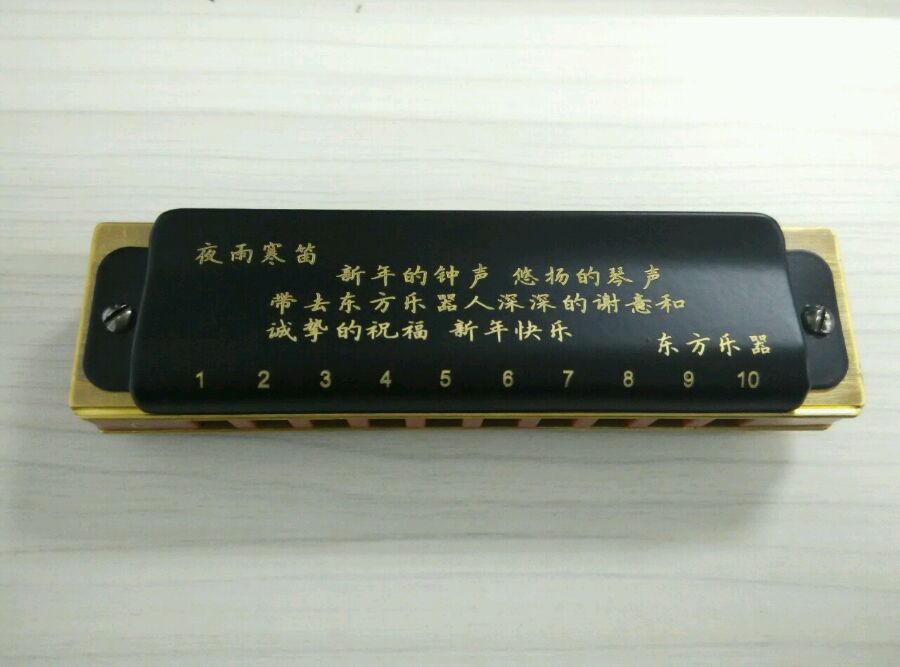 夜雨寒笛
新年的钟声 悠扬的琴声
带去东方乐器人深深的谢意和
诚挚的祝福 新年快乐
东方乐器
1 2 3 4 5 6 7 8 9 10